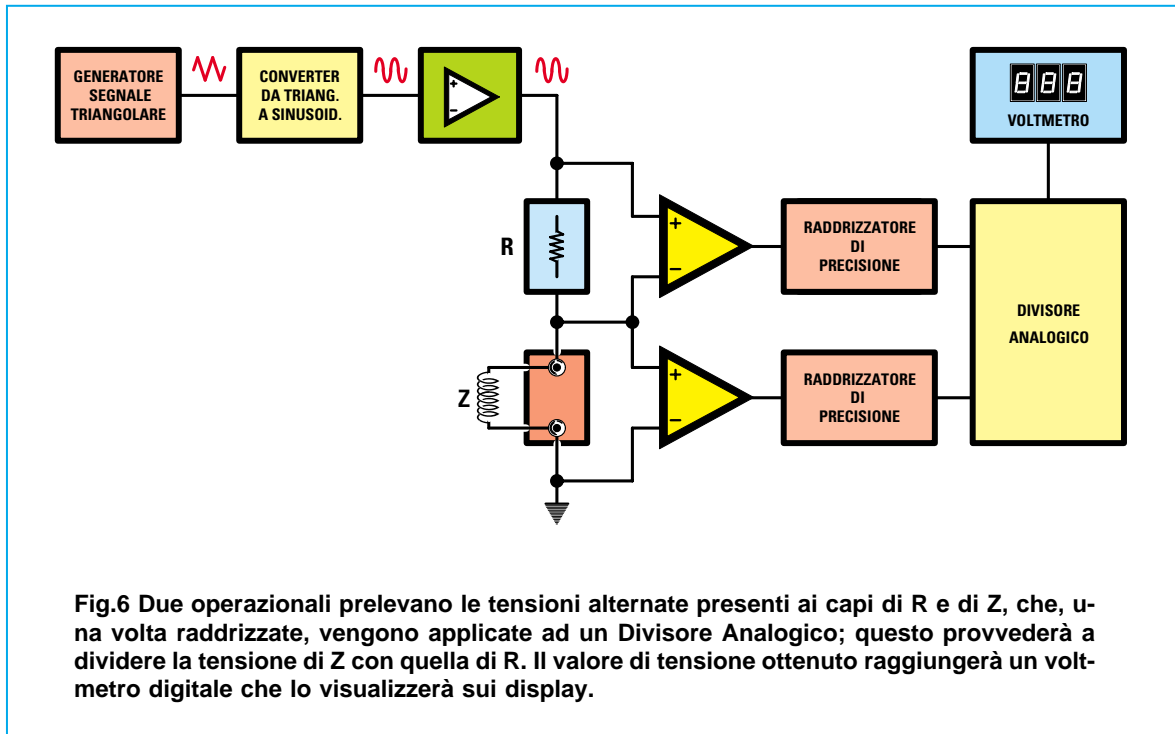 GENERATORE
SEGNALE
TRIANGOLARE
CONVERTER
DA TRIANG.
A SINUSOID.
+
−
888
VOLTMETRO
R
+
−
RADDRIZZATORE
DI
PRECISIONE
DIVISORE
ANALOGICO
Z
+
−
RADDRIZZATORE
DI
PRECISIONE
Fig.6 Due operazionali prelevano le tensioni alternate presenti ai capi di R e di Z, che, u-
na volta raddrizzate, vengono applicate ad un Divisore Analogico; questo provvederà a
dividere la tensione di Z con quella di R. Il valore di tensione ottenuto raggiungerà un volt-
metro digitale che lo visualizzerà sui display.